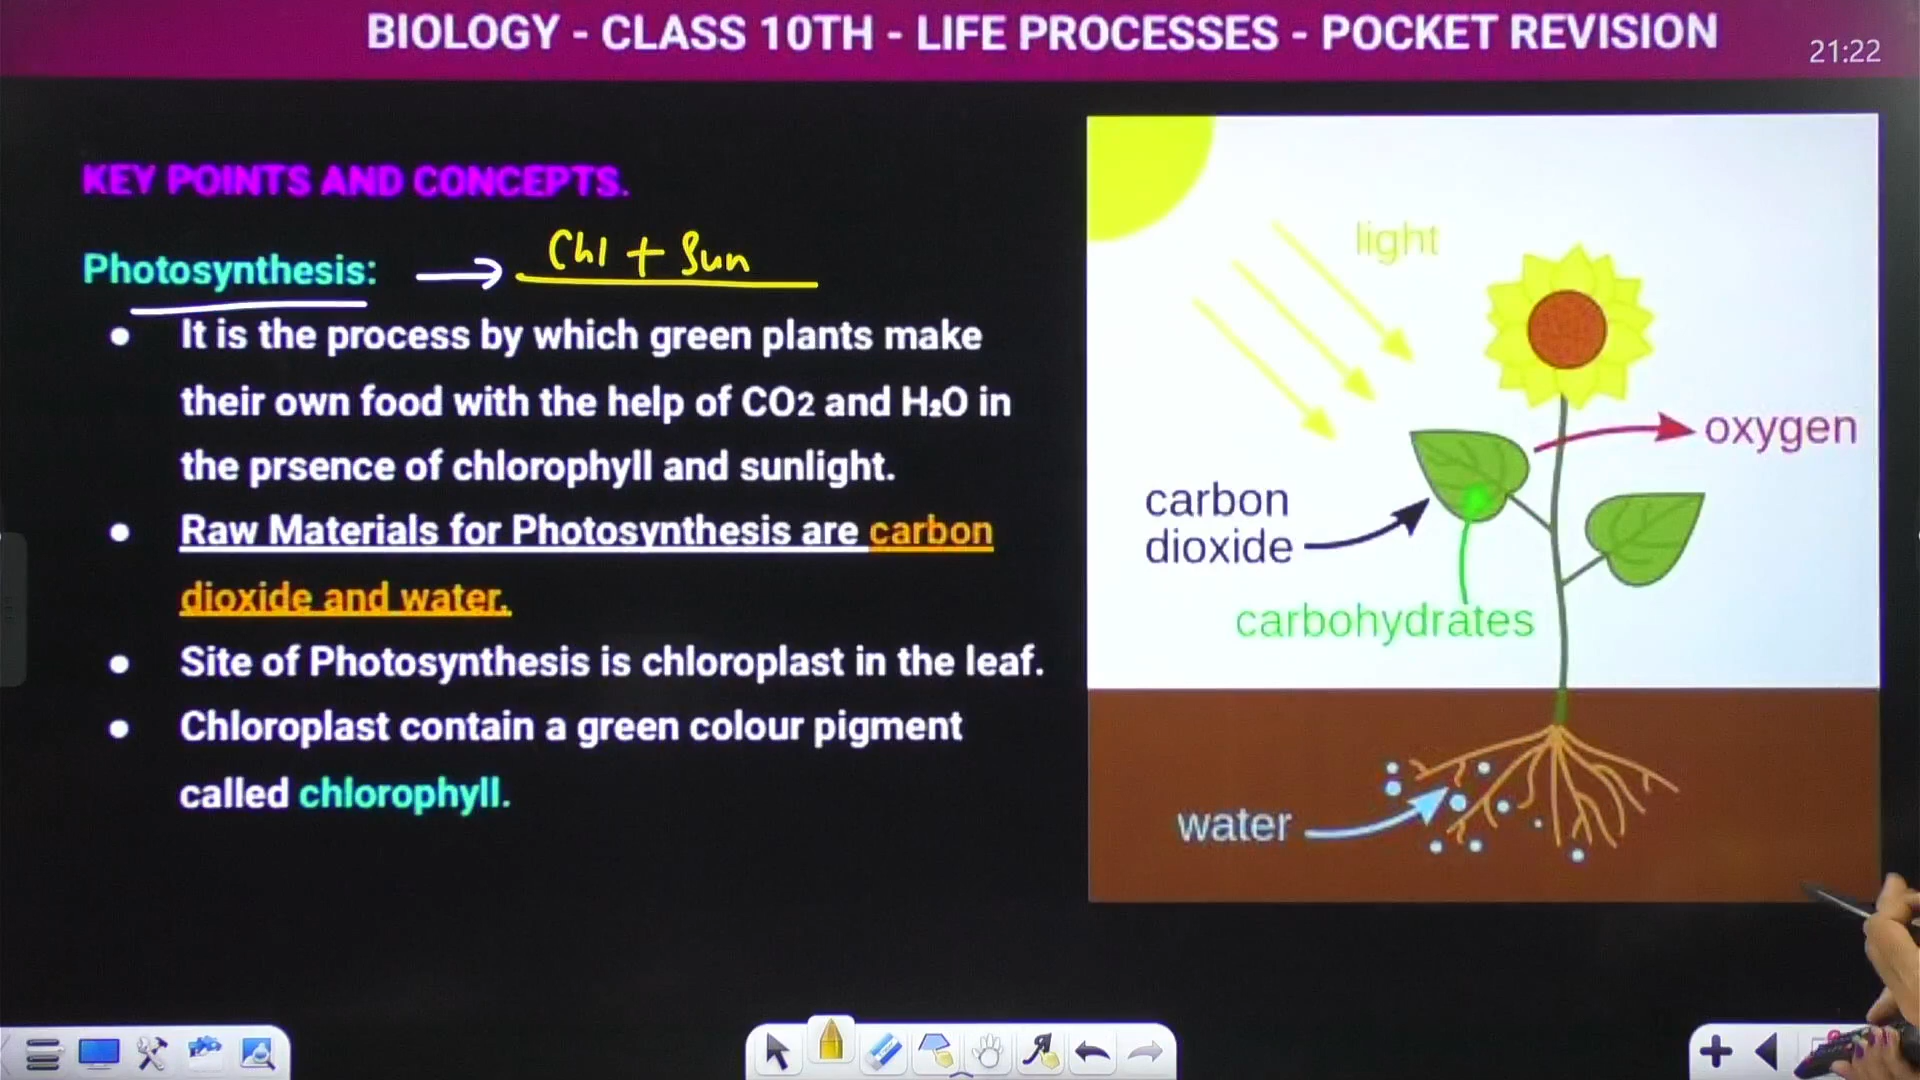 BIOLOGY - CLASS 10TH - LIFE PROCESSES - POCKET REVISION
21:22
KEY POINTS AND CONCEPTS.
Photosynthesis: → Chl + Sun
• It is the process by which green plants make
their own food with the help of CO2 and H₂O in
the prsence of chlorophyll and sunlight.
• Raw Materials for Photosynthesis are carbon
dioxide and water.
• Site of Photosynthesis is chloroplast in the leaf.
• Chloroplast contain a green colour pigment
called chlorophyll.
light
oxygen
carbon
dioxide
carbohydrates
water